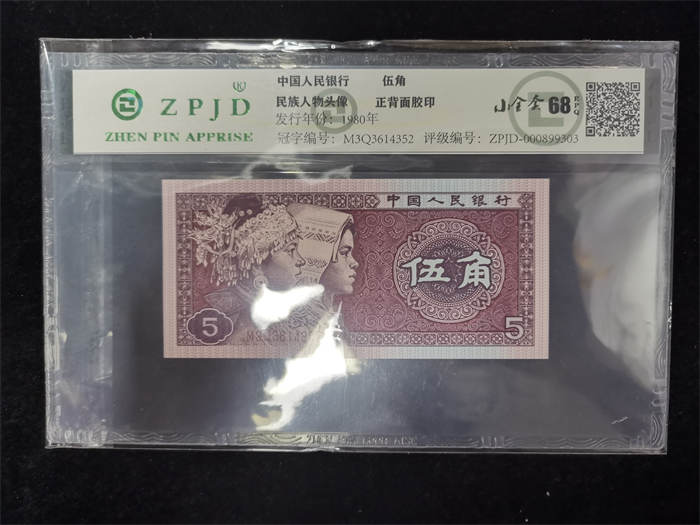 ZPJD®
ZHEN PIN APPRISE
中国人民银行 伍角
民族人物头像 正背面胶印
发行年份：1980年
冠字编号：M3Q3614352 评级编号：ZPJD-000899303
68
EPQ
中国人民银行
伍角
5
5